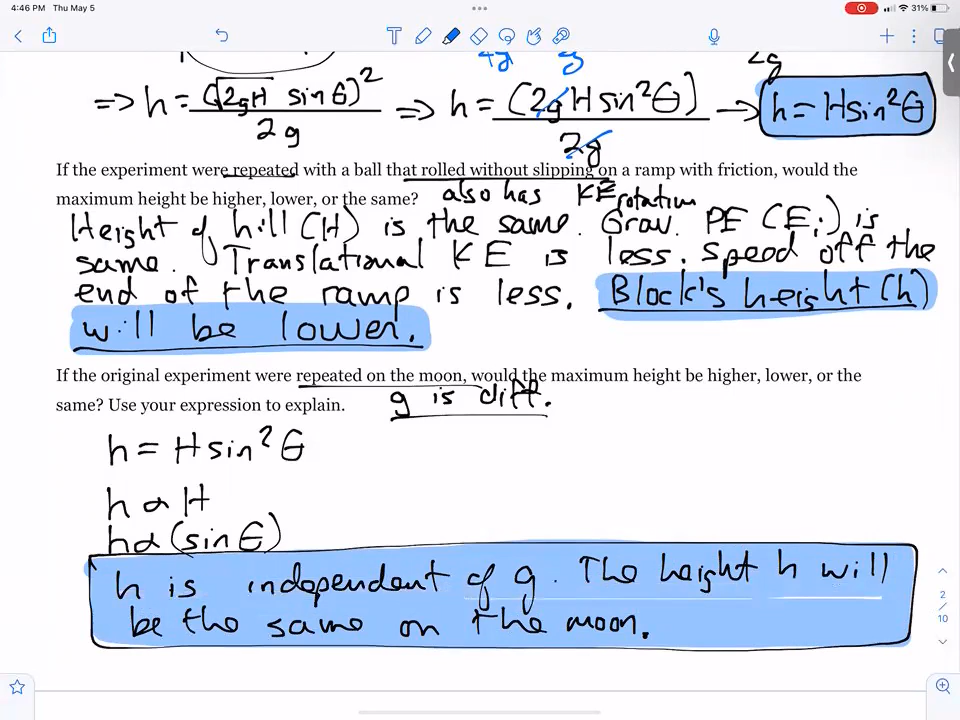 4:46 PM Thu May 5
31%
T
4g g 2g
=> h = (√2gH sin θ)² / 2g => h = (2gH sin²θ) / 2g → h = Hsin²θ
If the experiment were repeated with a ball that rolled without slipping on a ramp with friction, would the
maximum height be higher, lower, or the same? also has KE rotation
Height of hill (H) is the same. Grav. PE (Ei) is
same. Translational KE is less. Speed off the
end of the ramp is less. Block's height (h)
will be lower.
If the original experiment were repeated on the moon, would the maximum height be higher, lower, or the
same? Use your expression to explain. g is diff.
h = Hsin²θ
h α H
h α (sin θ)
h is independent of g. The height h will
be the same on the moon.
2
/
10